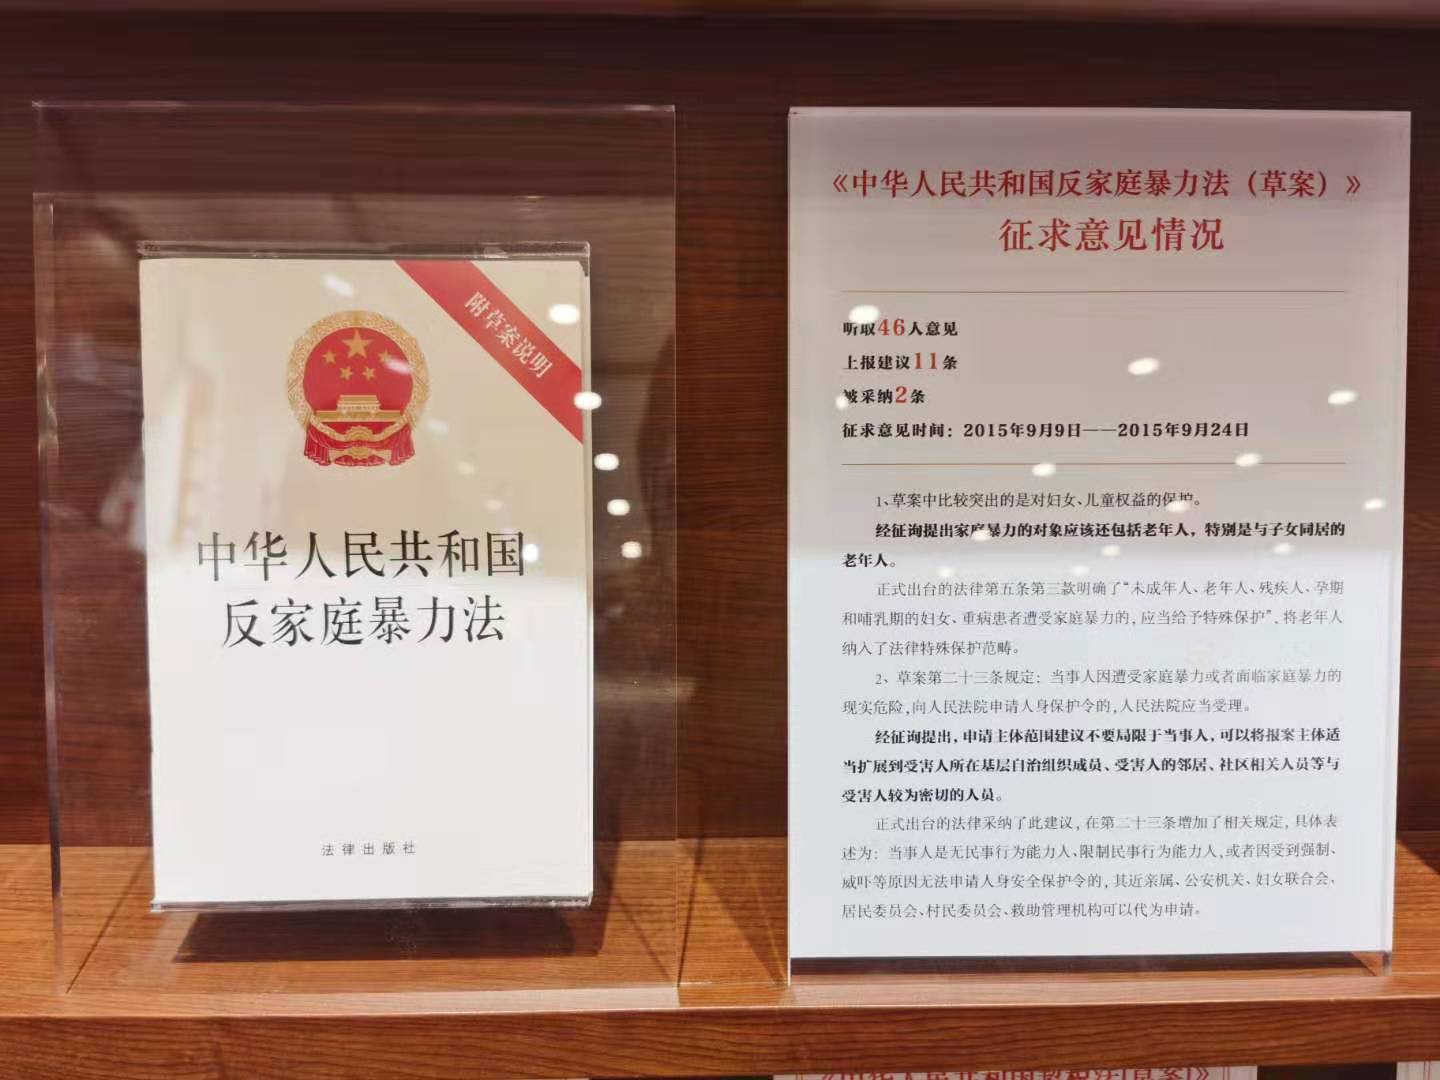 附草案说明
中华人民共和国
反家庭暴力法
法律出版社
《中华人民共和国反家庭暴力法（草案）》
征求意见情况
听取46人意见
上报建议11条
被采纳2条
征求意见时间：2015年9月9日——2015年9月24日
1、草案中比较突出的是对妇女、儿童权益的保护。
经征询提出家庭暴力的对象应该还包括老年人，特别是与子女同居的
老年人。
正式出台的法律第五条第三款明确了“未成年人、老年人、残疾人、孕期
和哺乳期的妇女、重病患者遭受家庭暴力的，应当给予特殊保护”，将老年人
纳入了法律特殊保护范畴。
2、草案第二十三条规定：当事人因遭受家庭暴力或者面临家庭暴力的
现实危险，向人民法院申请人身保护令的，人民法院应当受理。
经征询提出，申请主体范围建议不要局限于当事人，可以将报案主体适
当扩展到受害人所在基层自治组织成员、受害人的邻居、社区相关人员等与
受害人较为密切的人员。
正式出台的法律采纳了此建议，在第二十三条增加了相关规定，具体表
述为：当事人是无民事行为能力人、限制民事行为能力人，或者因受到强制、
威吓等原因无法申请人身安全保护令的，其近亲属、公安机关、妇女联合会、
居民委员会、村民委员会、救助管理机构可以代为申请。